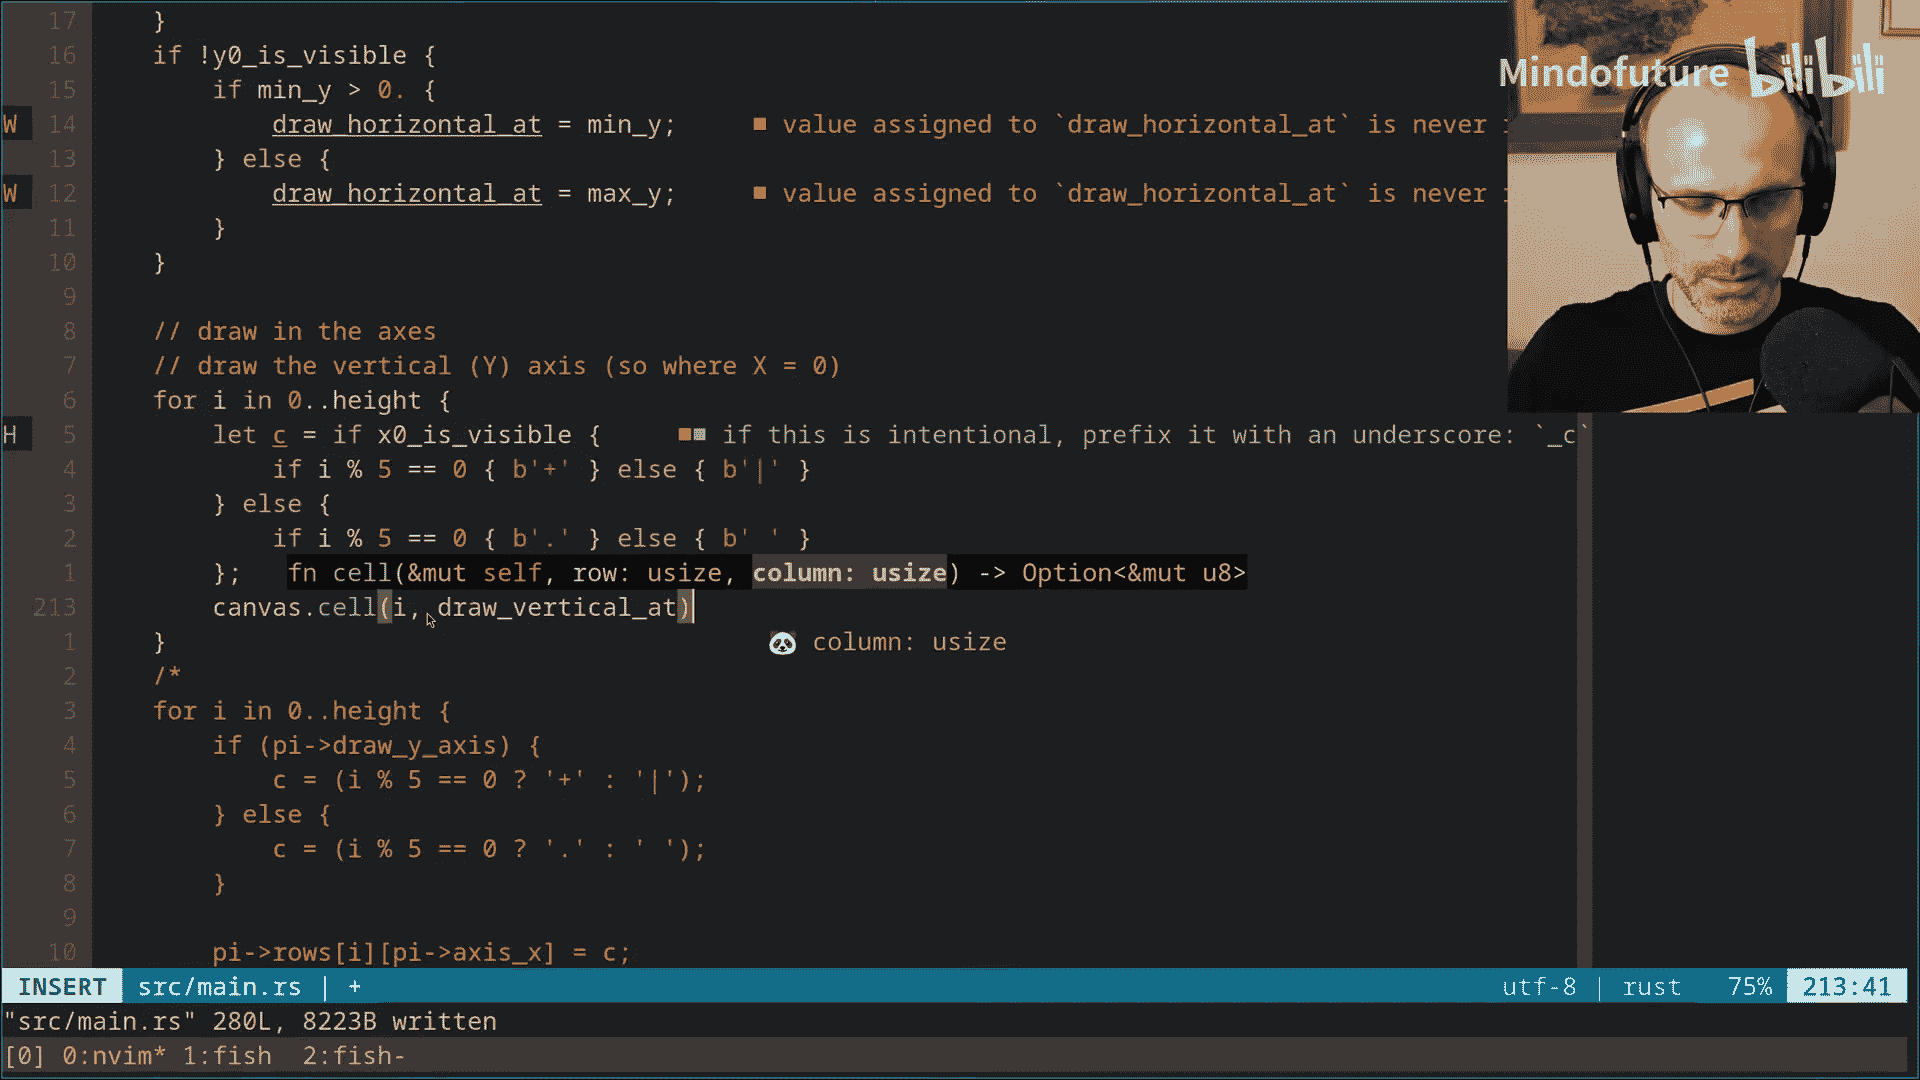 17 }
16 if !y0_is_visible {
15 if min_y > 0. {
W 14 draw_horizontal_at = min_y; ■ value assigned to `draw_horizontal_at` is never
13 } else {
W 12 draw_horizontal_at = max_y; ■ value assigned to `draw_horizontal_at` is never
11 }
10 }
9
8 // draw in the axes
7 // draw the vertical (Y) axis (so where X = 0)
6 for i in 0..height {
H 5 let c = if x0_is_visible { ■■ if this is intentional, prefix it with an underscore: `_c`
4 if i % 5 == 0 { b'+' } else { b'|' }
3 } else {
2 if i % 5 == 0 { b'.' } else { b' ' }
1 }; fn cell(&mut self, row: usize, column: usize) -> Option<&mut u8>
213 canvas.cell(i, draw_vertical_at)
1 } 🐼 column: usize
2 /*
3 for i in 0..height {
4 if (pi->draw_y_axis) {
5 c = (i % 5 == 0 ? '+' : '|');
6 } else {
7 c = (i % 5 == 0 ? '.' : ' ');
8 }
9
10 pi->rows[i][pi->axis_x] = c;
INSERT src/main.rs | + utf-8 | rust 75% 213:41
"src/main.rs" 280L, 8223B written
[0] 0:nvim* 1:fish 2:fish-
Mindofuture bilibili